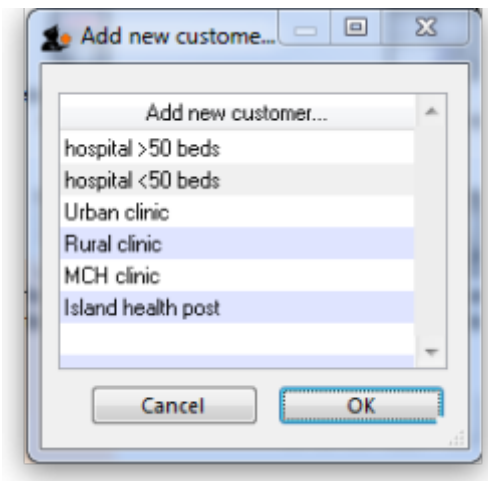 Add new custome...
Add new customer...
hospital >50 beds
hospital <50 beds
Urban clinic
Rural clinic
MCH clinic
Island health post
Cancel
OK